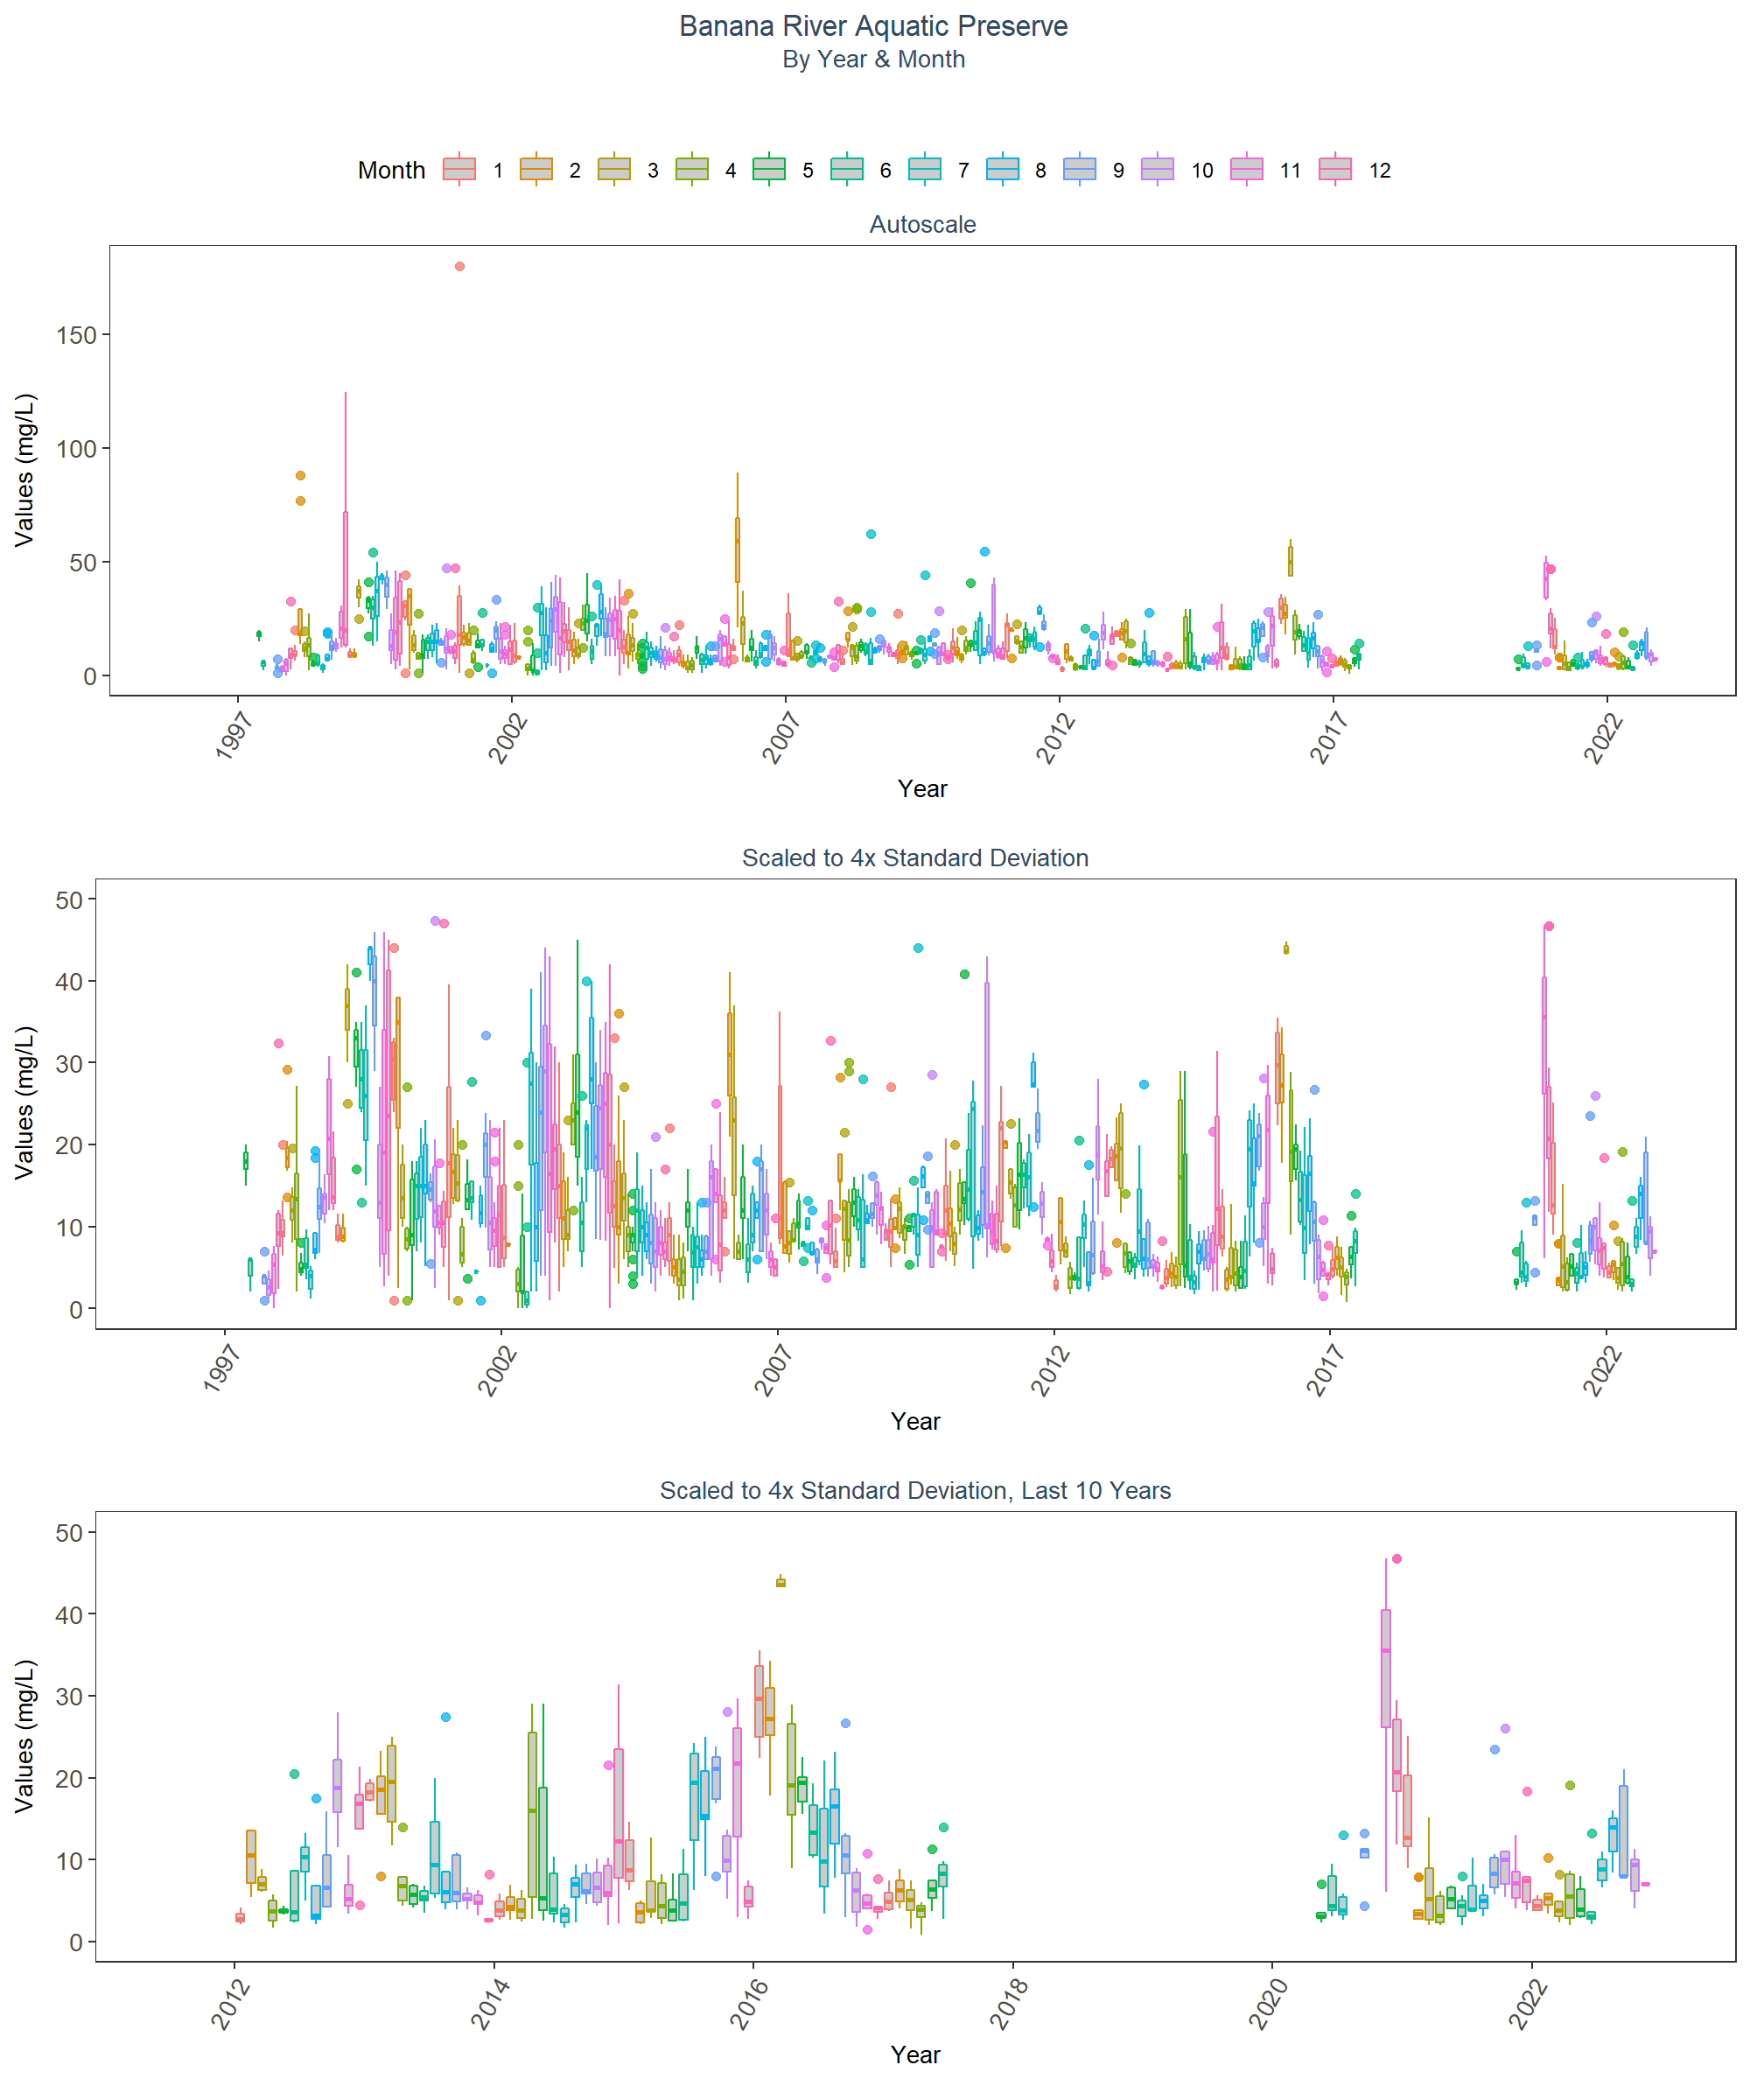 Banana River Aquatic Preserve
By Year & Month
Month 1 2 3 4 5 6 7 8 9 10 11 12
Autoscale
Values (mg/L)
150
100
50
0
1997 2002 2007 2012 2017 2022
Year
Scaled to 4x Standard Deviation
Values (mg/L)
50
40
30
20
10
0
1997 2002 2007 2012 2017 2022
Year
Scaled to 4x Standard Deviation, Last 10 Years
Values (mg/L)
50
40
30
20
10
0
2012 2014 2016 2018 2020 2022
Year